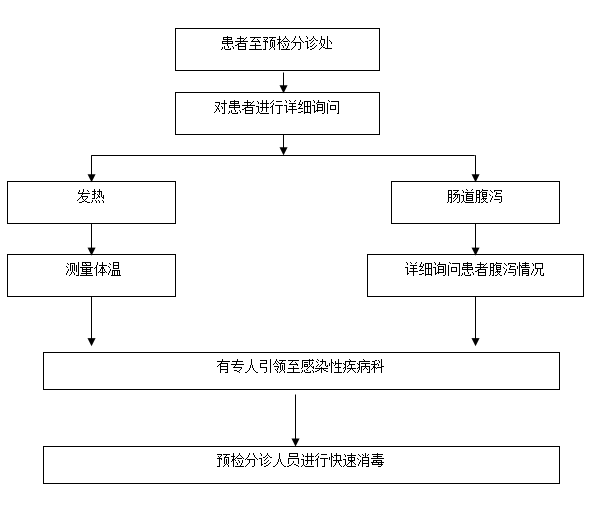 患者至预检分诊处
对患者进行详细询问
发热
肠道腹泻
测量体温
详细询问患者腹泻情况
有专人引领至感染性疾病科
预检分诊人员进行快速消毒